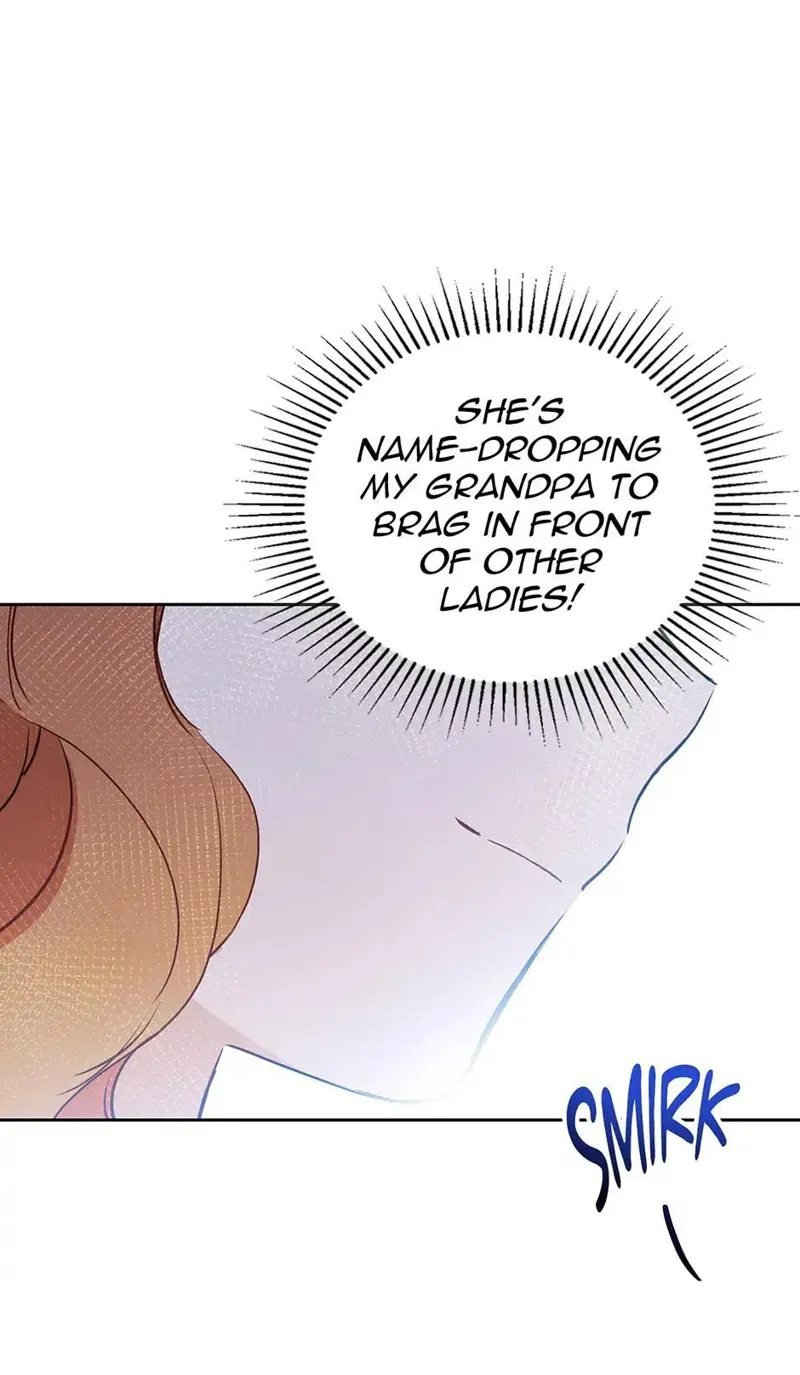 SHE'S
NAME-DROPPING
MY GRANDPA TO
BRAG IN FRONT
OF OTHER
LADIES!
SMIRK